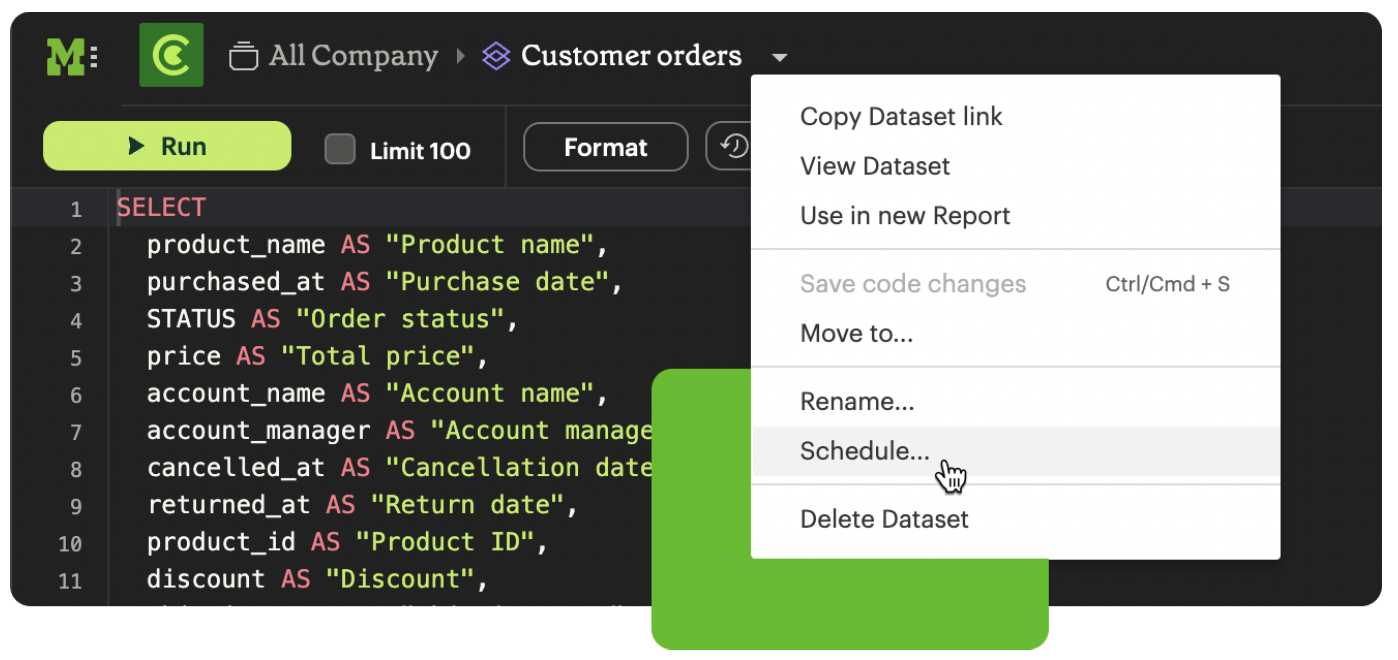 M
All Company Customer orders
Run Limit 100 Format
1 SELECT
2 product_name AS "Product name",
3 purchased_at AS "Purchase date",
4 STATUS AS "Order status",
5 price AS "Total price",
6 account_name AS "Account name",
7 account_manager AS "Account manage
8 cancelled_at AS "Cancellation date
9 returned_at AS "Return date",
10 product_id AS "Product ID",
11 discount AS "Discount",
Copy Dataset link
View Dataset
Use in new Report
Save code changes Ctrl/Cmd + S
Move to...
Rename...
Schedule...
Delete Dataset